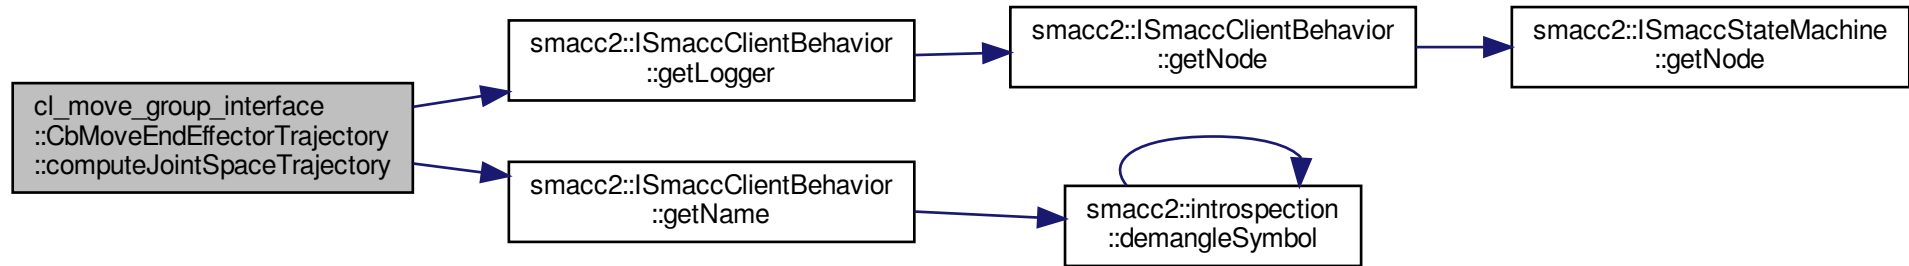 cl_move_group_interface
::CbMoveEndEffectorTrajectory
::computeJointSpaceTrajectory
smacc2::ISmaccClientBehavior
::getLogger
smacc2::ISmaccClientBehavior
::getNode
smacc2::ISmaccStateMachine
::getNode
smacc2::ISmaccClientBehavior
::getName
smacc2::introspection
::demangleSymbol